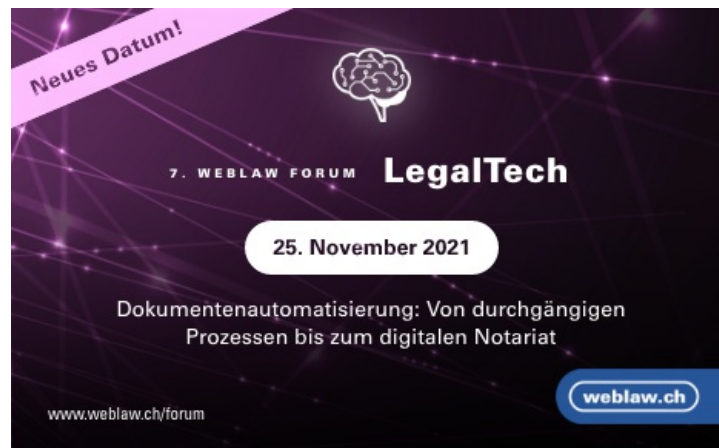 Neues Datum!
7. WEBLAW FORUM LegalTech
25. November 2021
Dokumentenautomatisierung: Von durchgängigen
Prozessen bis zum digitalen Notariat
weblaw.ch
www.weblaw.ch/forum